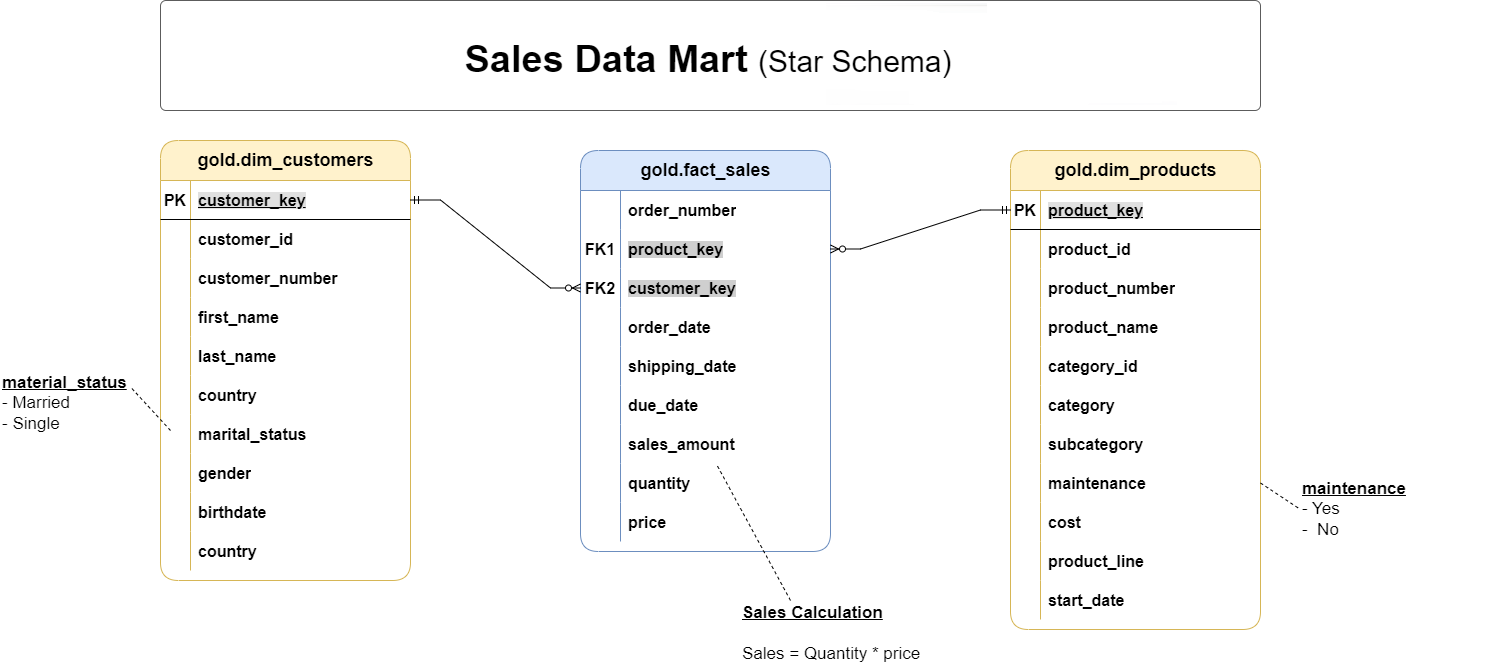 Sales Data Mart (Star Schema)
gold.dim_customers
PK customer_key
customer_id
customer_number
first_name
last_name
country
marital_status
gender
birthdate
country
material_status
- Married
- Single
gold.fact_sales
order_number
FK1 product_key
FK2 customer_key
order_date
shipping_date
due_date
sales_amount
quantity
price
Sales Calculation
Sales = Quantity * price
gold.dim_products
PK product_key
product_id
product_number
product_name
category_id
category
subcategory
maintenance
cost
product_line
start_date
maintenance
- Yes
- No